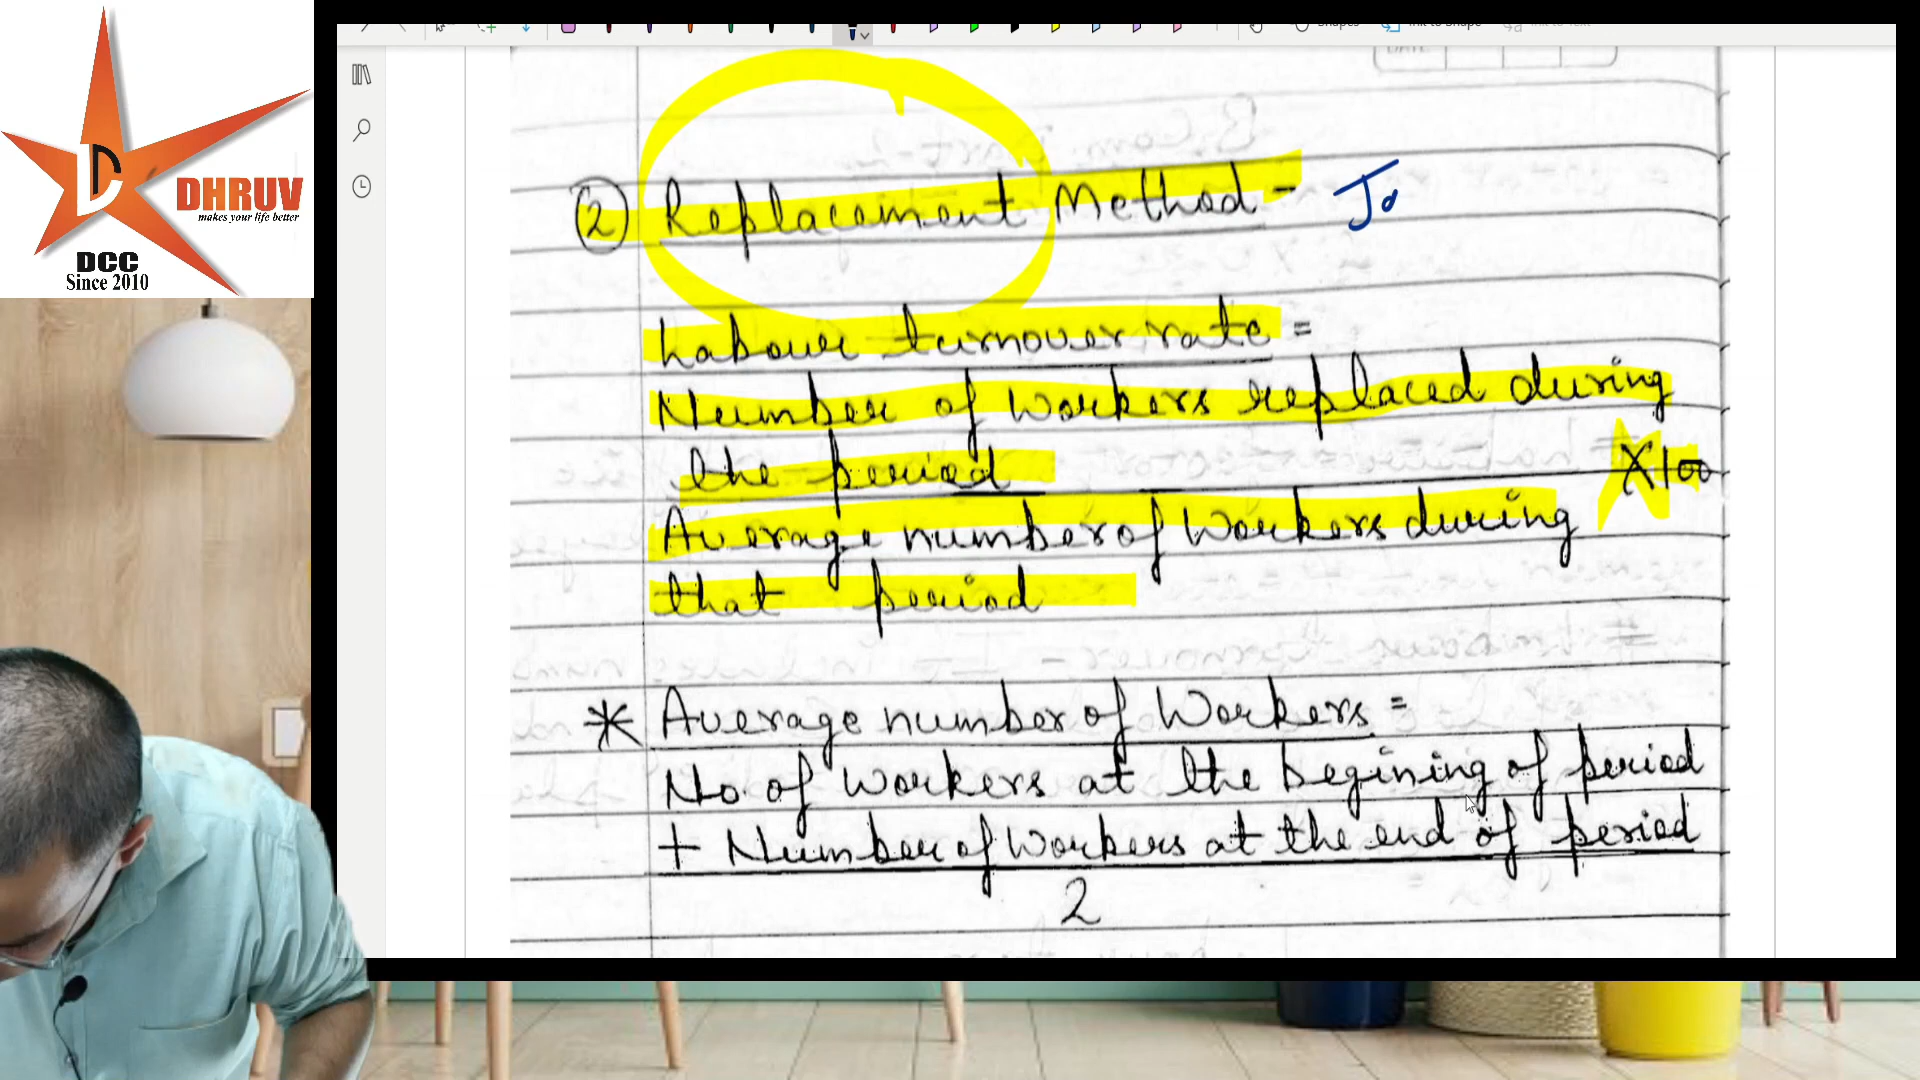 DHRUV
makes your life better
DCC
Since 2010
② Replacement Method - Jo
Labour turnover rate =
Number of workers replaced during
the period
X100
Average number of Workers during
that period
* Average number of Workers =
No of workers at the begining of period
+ Number of Workers at the end of period
2